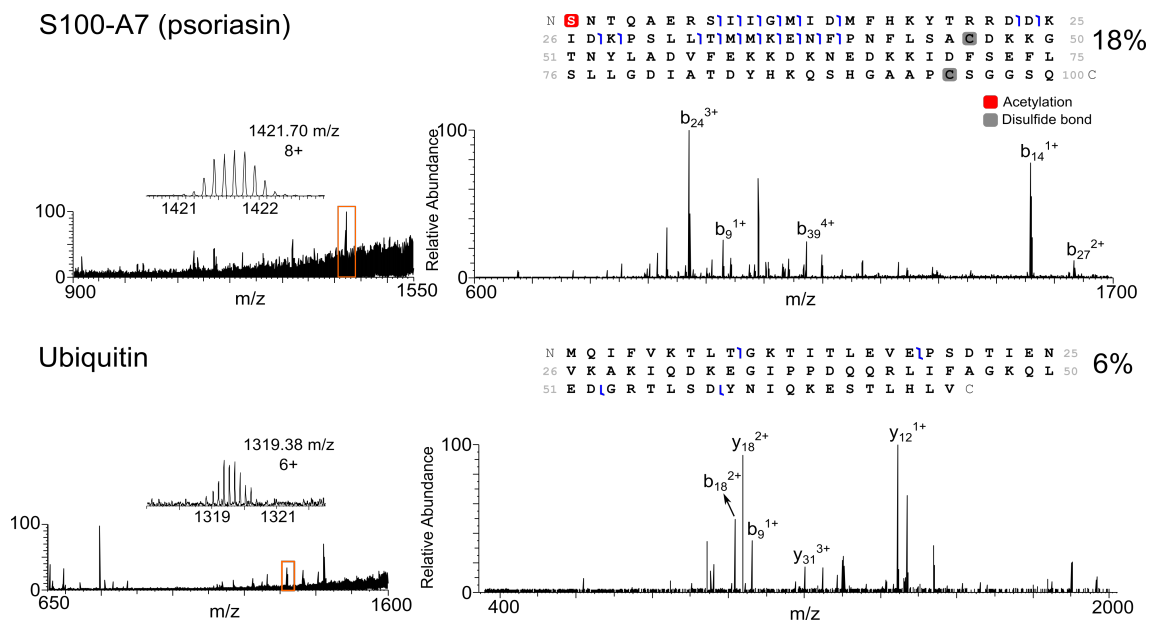 S100-A7 (psoriasin)
N S N T Q A E R S I I G M I D M F H K Y T R R D D K 25
26 I D K P S L L T M M K E N F P N F L S A C D K K G 50
51 T N Y L A D V F E K K D K N E D K K I D F S E F L 75
76 S L L G D I A T D Y H K Q S H G A A P C S G G S Q 100 C
18%
Acetylation
Disulfide bond
1421.70 m/z
8+
1421 1422
100
0
900 1550
m/z
Relative Abundance
100
0
b24 3+
b9 1+
b39 4+
b14 1+
b27 2+
600 1700
m/z
Ubiquitin
N M Q I F V K T L T G K T I T L E V E P S D T I E N 25
26 V K A K I Q D K E G I P P D Q Q R L I F A G K Q L 50
51 E D G R T L S D Y N I Q K E S T L H L V C
6%
1319.38 m/z
6+
1319 1321
100
0
650 1600
m/z
Relative Abundance
100
0
y18 2+
b18 2+
b9 1+
y31 3+
y12 1+
400 2000
m/z